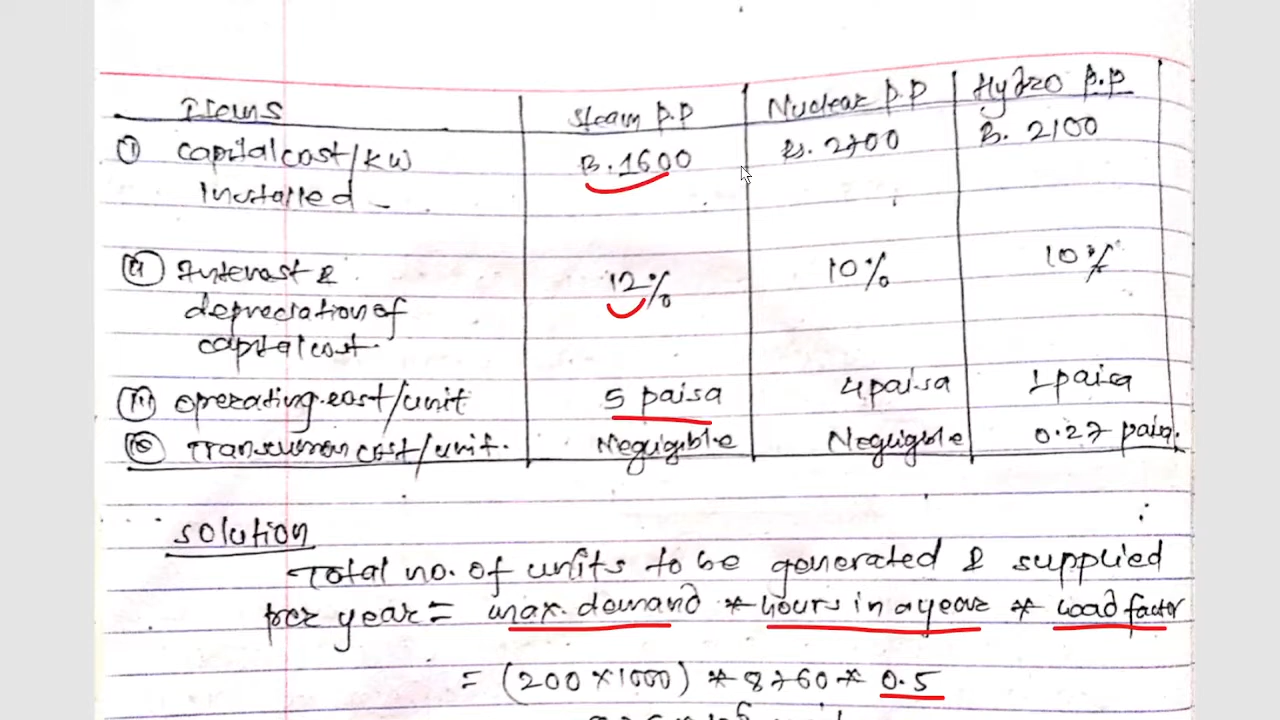 Items Steam P.P Nuclear P.P Hydro P.P
(i) capital cost/kW Rs. 1600 Rs. 2700 Rs. 2100
Installed
(ii) Interest & 12% 10% 10%
depreciation of
capital cost.
(iii) operating cost/unit 5 paisa 4 paisa 1 paisa
Transmission cost/unit. Negligible Negligible 0.27 paisa.
Solution
Total no. of units to be generated & supplied
per year = max. demand * hours in a year * Load factor
= (200 × 1000) * 8760 * 0.5